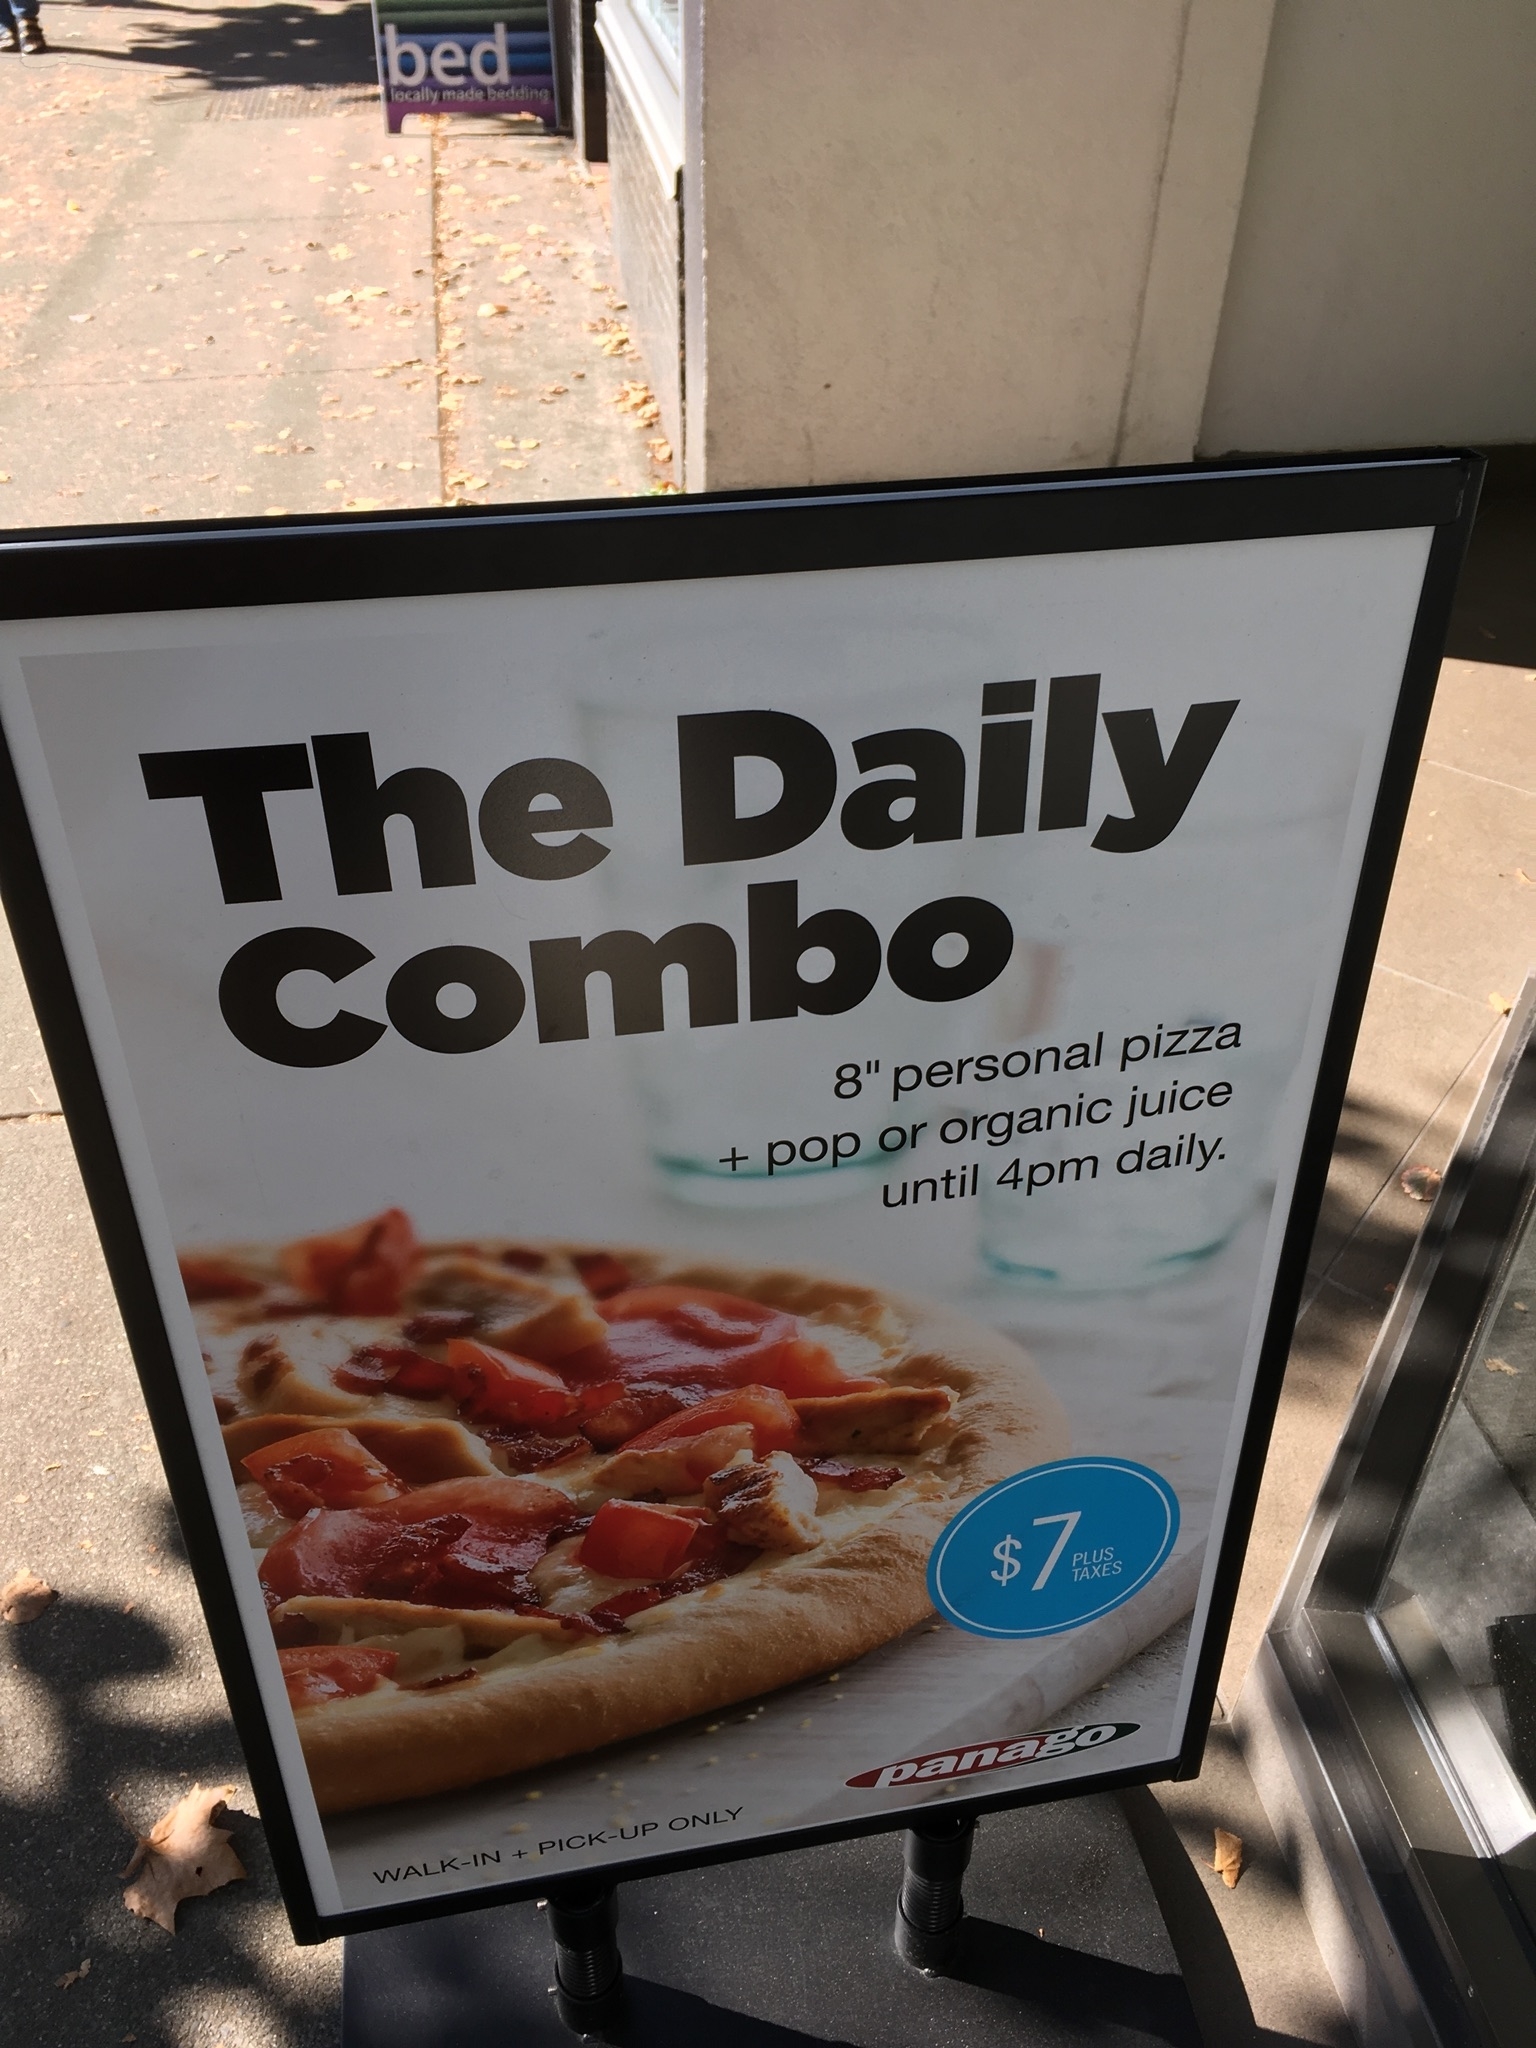 bed
locally made bedding
The Daily
Combo
8" personal pizza
+ pop or organic juice
until 4pm daily.
$7 PLUS
TAXES
panago
WALK-IN + PICK-UP ONLY